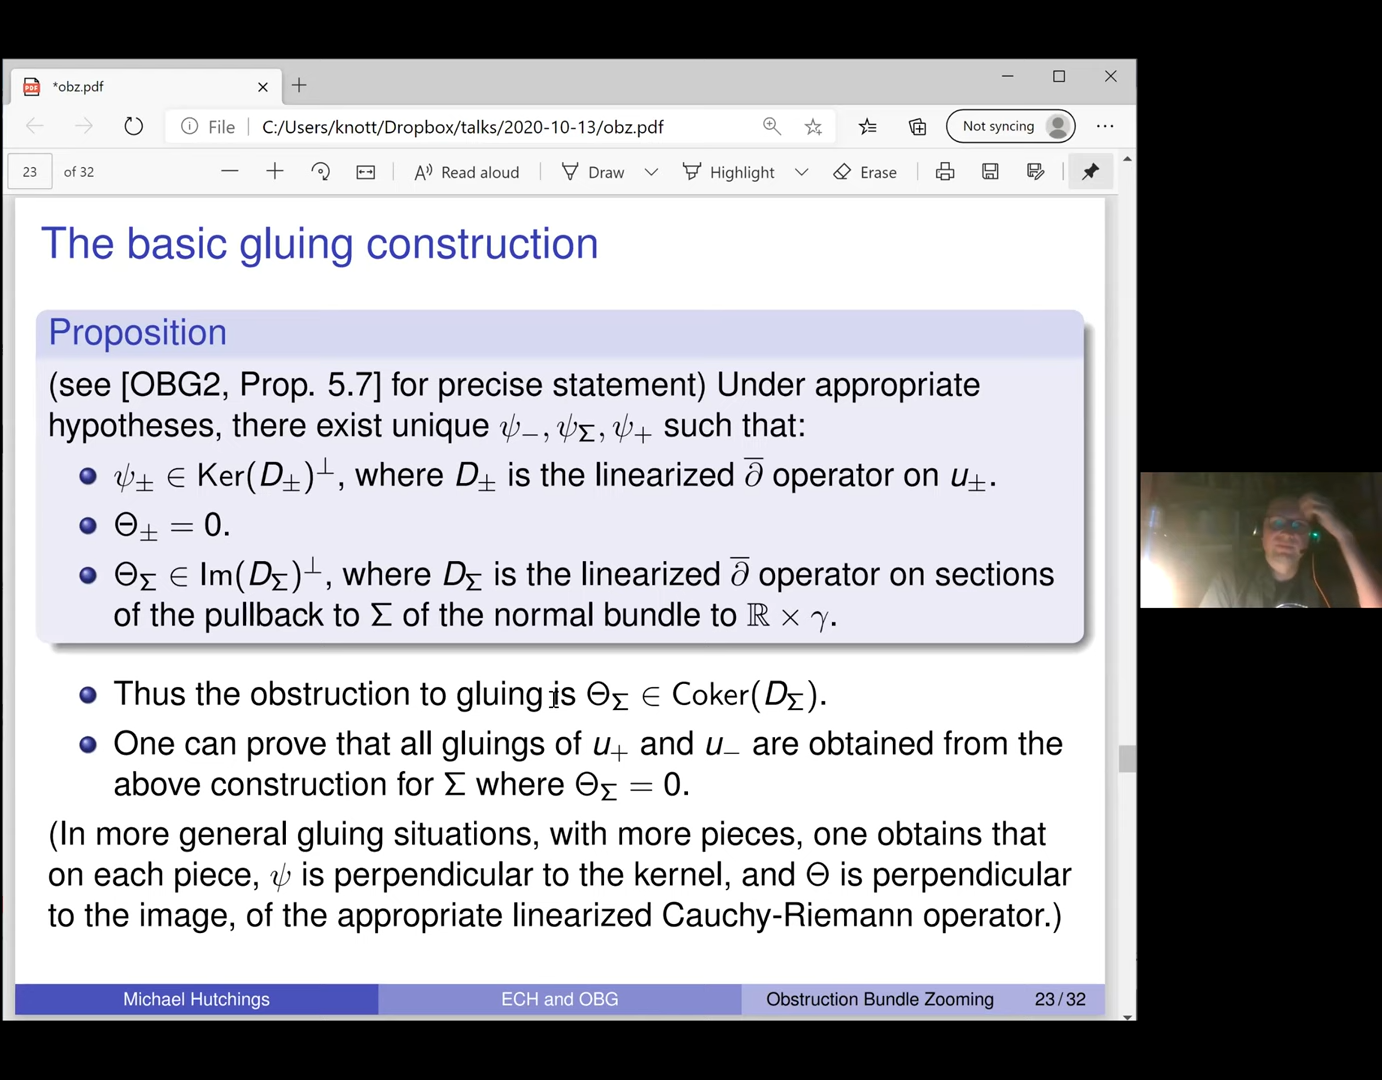 *obz.pdf
File C:/Users/knott/Dropbox/talks/2020-10-13/obz.pdf Not syncing
23 of 32 Read aloud Draw Highlight Erase
The basic gluing construction
Proposition
(see [OBG2, Prop. 5.7] for precise statement) Under appropriate
hypotheses, there exist unique ψ₋, ψ_Σ, ψ₊ such that:
ψ± ∈ Ker(D±)⊥, where D± is the linearized ∂̅ operator on u±.
Θ± = 0.
Θ_Σ ∈ Im(D_Σ)⊥, where D_Σ is the linearized ∂̅ operator on sections
of the pullback to Σ of the normal bundle to ℝ × γ.
Thus the obstruction to gluing is Θ_Σ ∈ Coker(D_Σ).
One can prove that all gluings of u₊ and u₋ are obtained from the
above construction for Σ where Θ_Σ = 0.
(In more general gluing situations, with more pieces, one obtains that
on each piece, ψ is perpendicular to the kernel, and Θ is perpendicular
to the image, of the appropriate linearized Cauchy-Riemann operator.)
Michael Hutchings ECH and OBG Obstruction Bundle Zooming 23/32